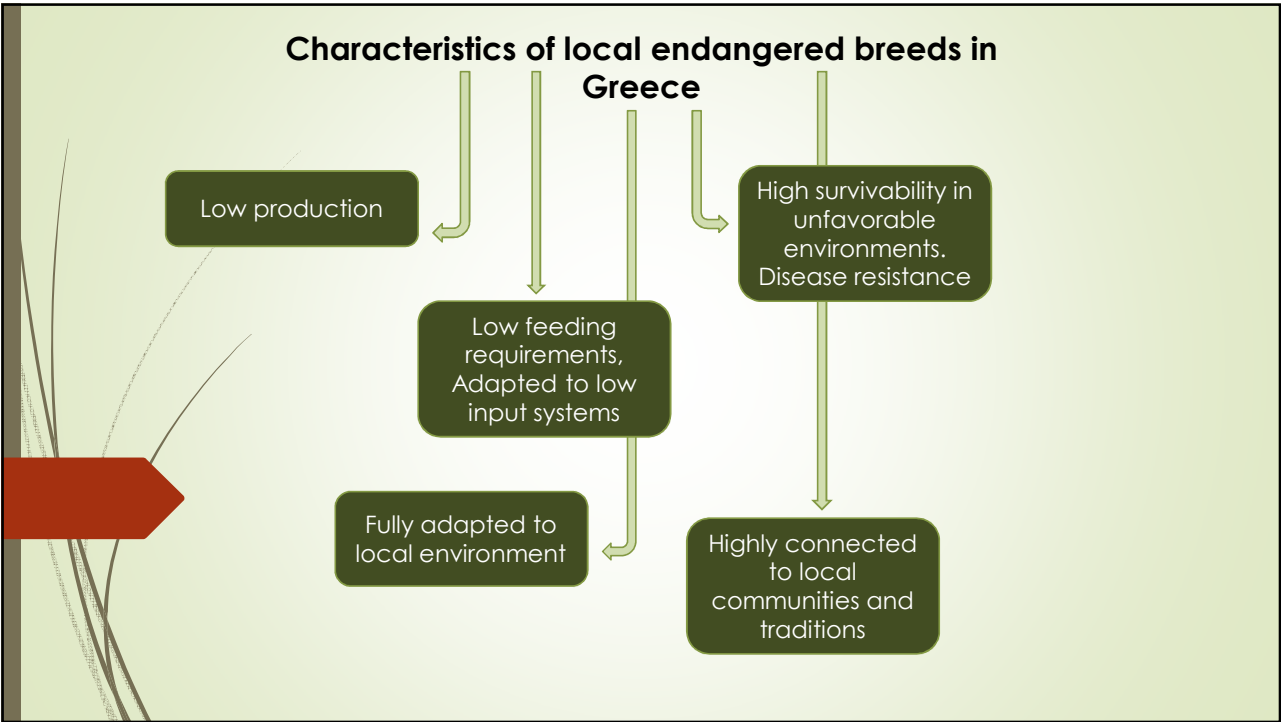 Characteristics of local endangered breeds in
Greece
Low production
High survivability in
unfavorable
environments.
Disease resistance
Low feeding
requirements,
Adapted to low
input systems
Fully adapted to
local environment
Highly connected
to local
communities and
traditions